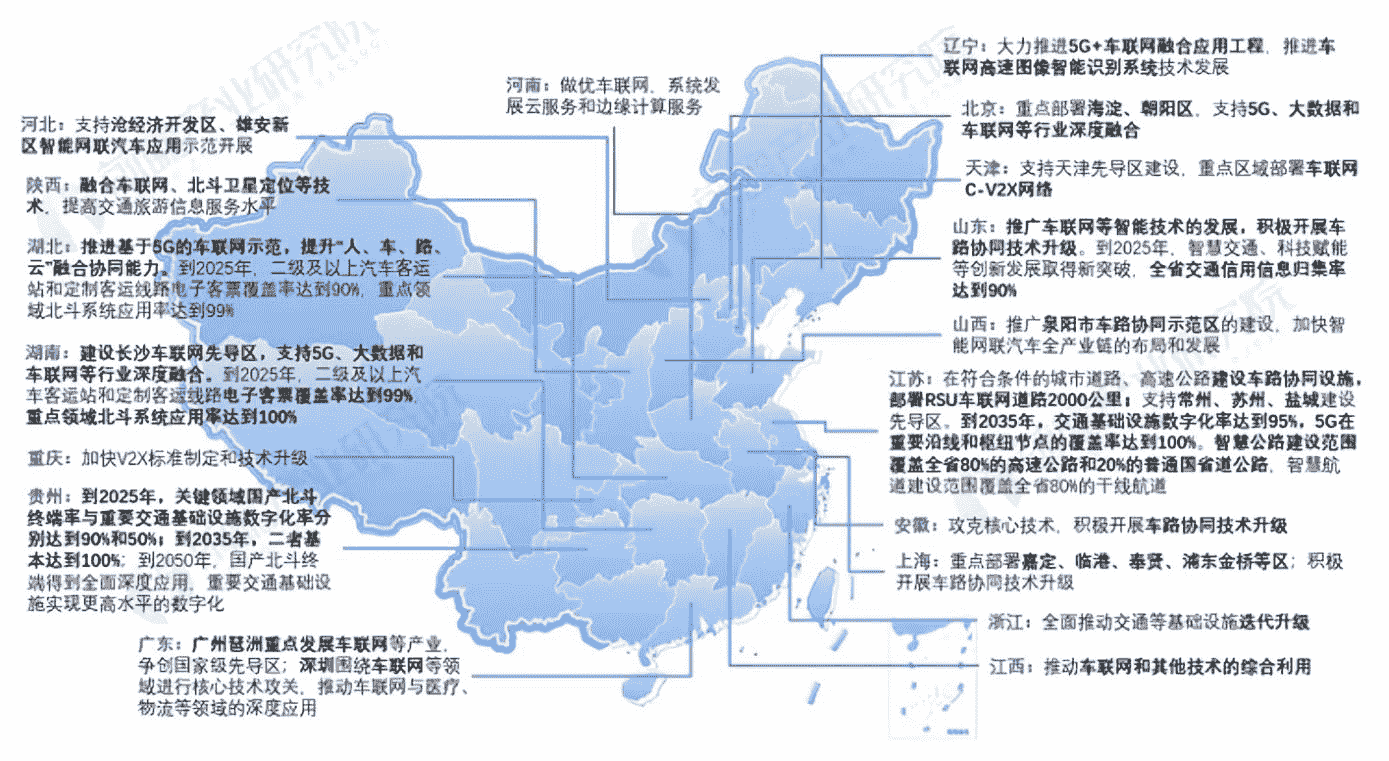 河南：做优车联网，系统发
展云服务和边缘计算服务
河北：支持沧经济开发区、雄安新
区智能网联汽车应用示范开展
陕西：融合车联网、北斗卫星定位等技
术，提高交通旅游信息服务水平
湖北：推进基于5G的车联网示范，提升“人、车、路、
云”融合协同能力。到2025年，二级及以上汽车客运
站和定制客运线路电子客票覆盖率达到90%，重点领
域北斗系统应用率达到99%
湖南：建设长沙车联网先导区，支持5G、大数据和
车联网等行业深度融合。到2025年，二级及以上汽
车客运站和定制客运线路电子客票覆盖率达到99%，
重点领域北斗系统应用率达到100%
重庆：加快V2X标准制定和技术升级
贵州：到2025年，关键领域国产北斗
终端率与重要交通基础设施数字化率分
别达到90%和50%；到2035年，二者基
本达到100%；到2050年，国产北斗终
端得到全面深度应用，重要交通基础设
施实现更高水平的数字化
广东：广州琶洲重点发展车联网等产业，
争创国家级先导区；深圳围绕车联网等领
域进行核心技术攻关，推动车联网与医疗、
物流等领域的深度应用
辽宁：大力推进5G+车联网融合应用工程，推进车
联网高速图像智能识别系统技术发展
北京：重点部署海淀、朝阳区，支持5G、大数据和
车联网等行业深度融合
天津：支持天津先导区建设，重点区域部署车联网
C-V2X网络
山东：推广车联网等智能技术的发展，积极开展车
路协同技术升级。到2025年，智慧交通、科技赋能
等创新发展取得新突破，全省交通信用信息归集率
达到90%
山西：推广泉阳市车路协同示范区的建设，加快智
能网联汽车全产业链的布局和发展
江苏：在符合条件的城市道路、高速公路建设车路协同设施，
部署RSU车联网道路2000公里；支持常州、苏州、盐城建设
先导区。到2035年，交通基础设施数字化率达到95%，5G在
重要沿线和枢纽节点的覆盖率达到100%。智慧公路建设范围
覆盖全省80%的高速公路和20%的普通国省道公路，智慧航
道建设范围覆盖全省80%的干线航道
安徽：攻克核心技术，积极开展车路协同技术升级
上海：重点部署嘉定、临港、奉贤、浦东金桥等区；积极
开展车路协同技术升级
浙江：全面推动交通等基础设施迭代升级
江西：推动车联网和其他技术的综合利用